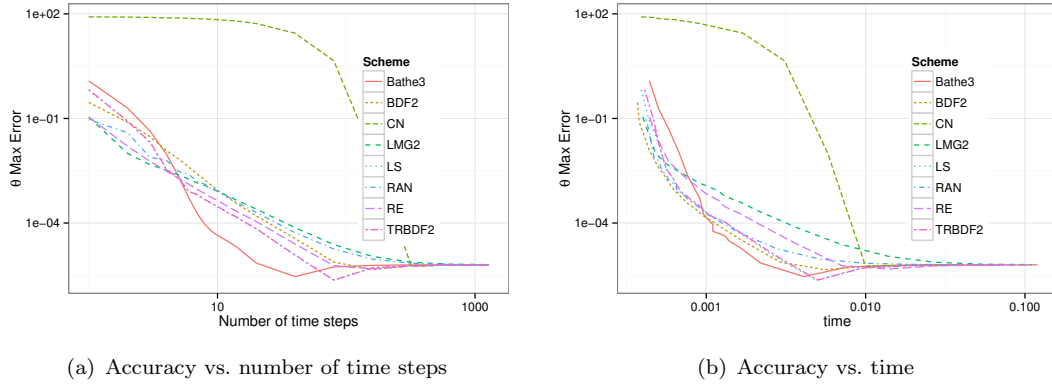 1e+02
1e−01
1e−04
θ Max Error
10
1000
Number of time steps
Scheme
Bathe3
BDF2
CN
LMG2
LS
RAN
RE
TRBDF2
(a) Accuracy vs. number of time steps
1e+02
1e−01
1e−04
θ Max Error
0.001
0.010
0.100
time
Scheme
Bathe3
BDF2
CN
LMG2
LS
RAN
RE
TRBDF2
(b) Accuracy vs. time